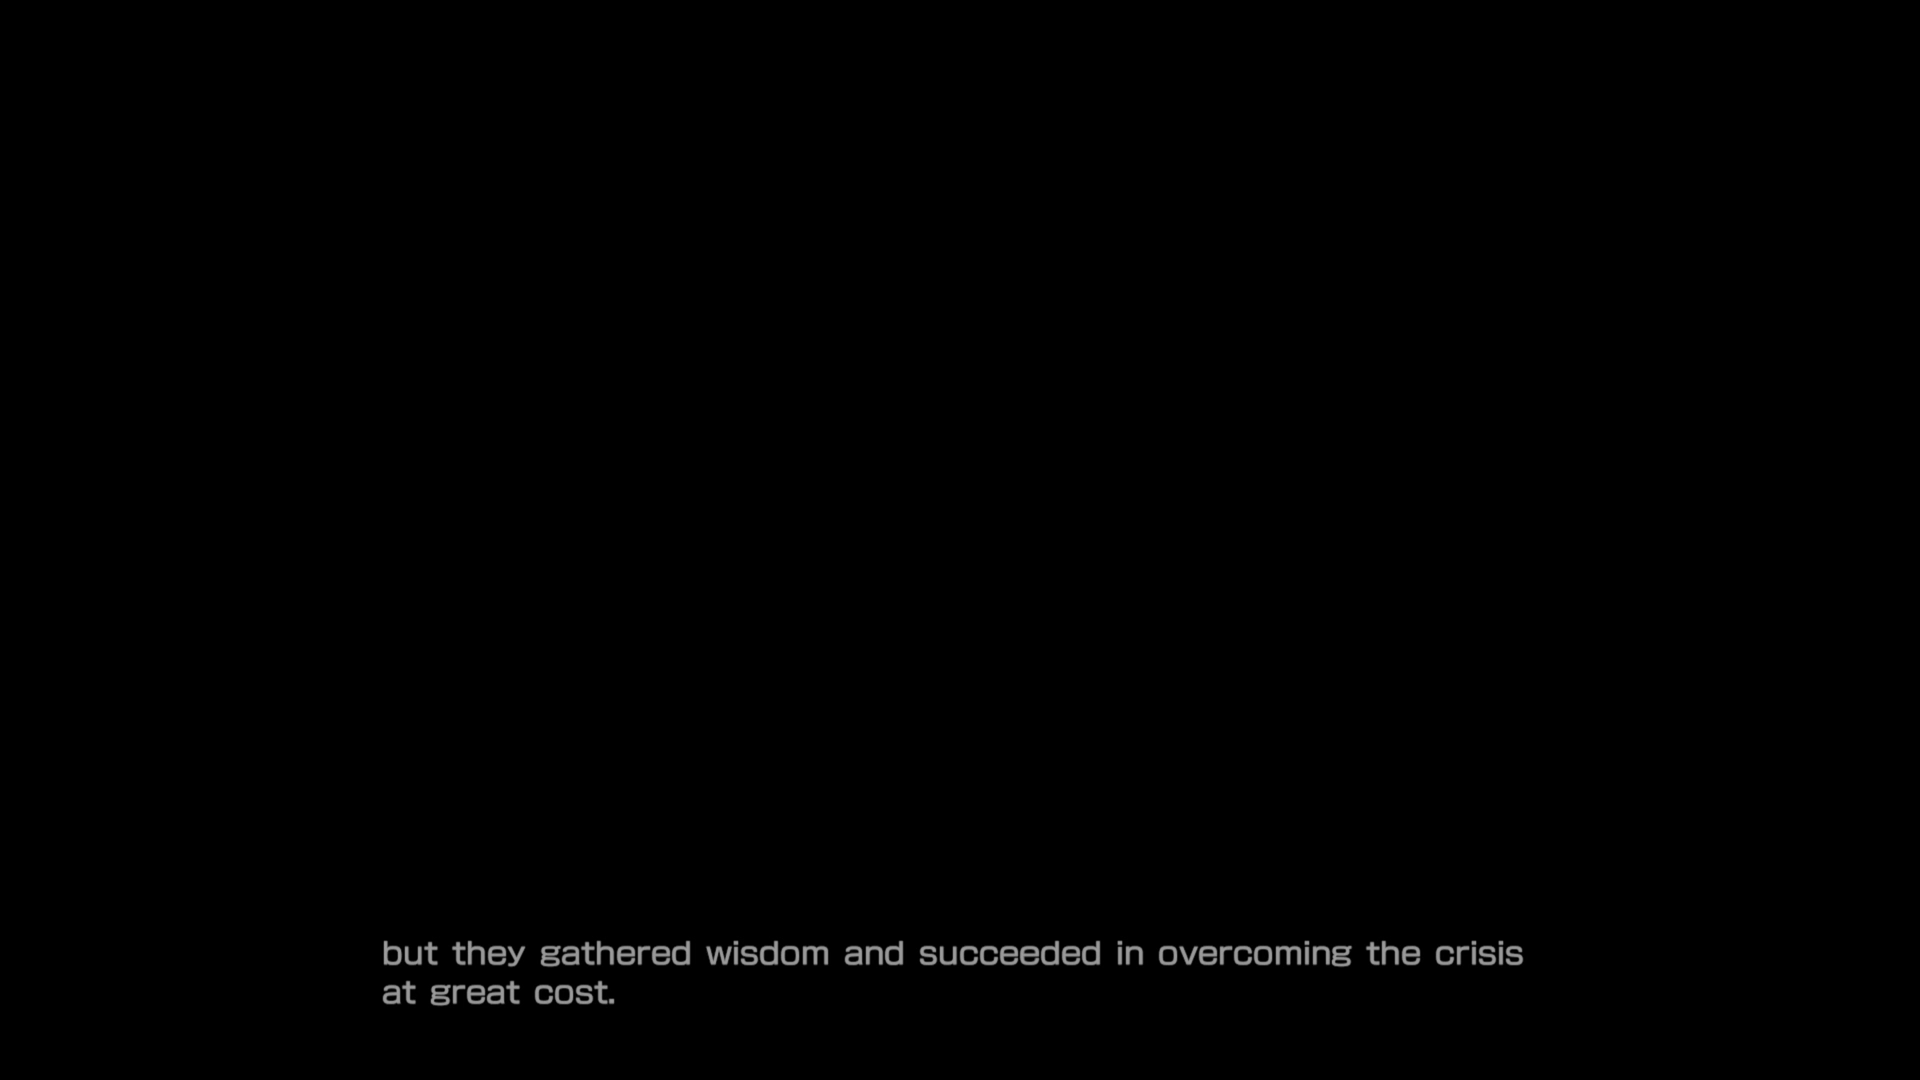 but they gathered wisdom and succeeded in overcoming the crisis
at great cost.